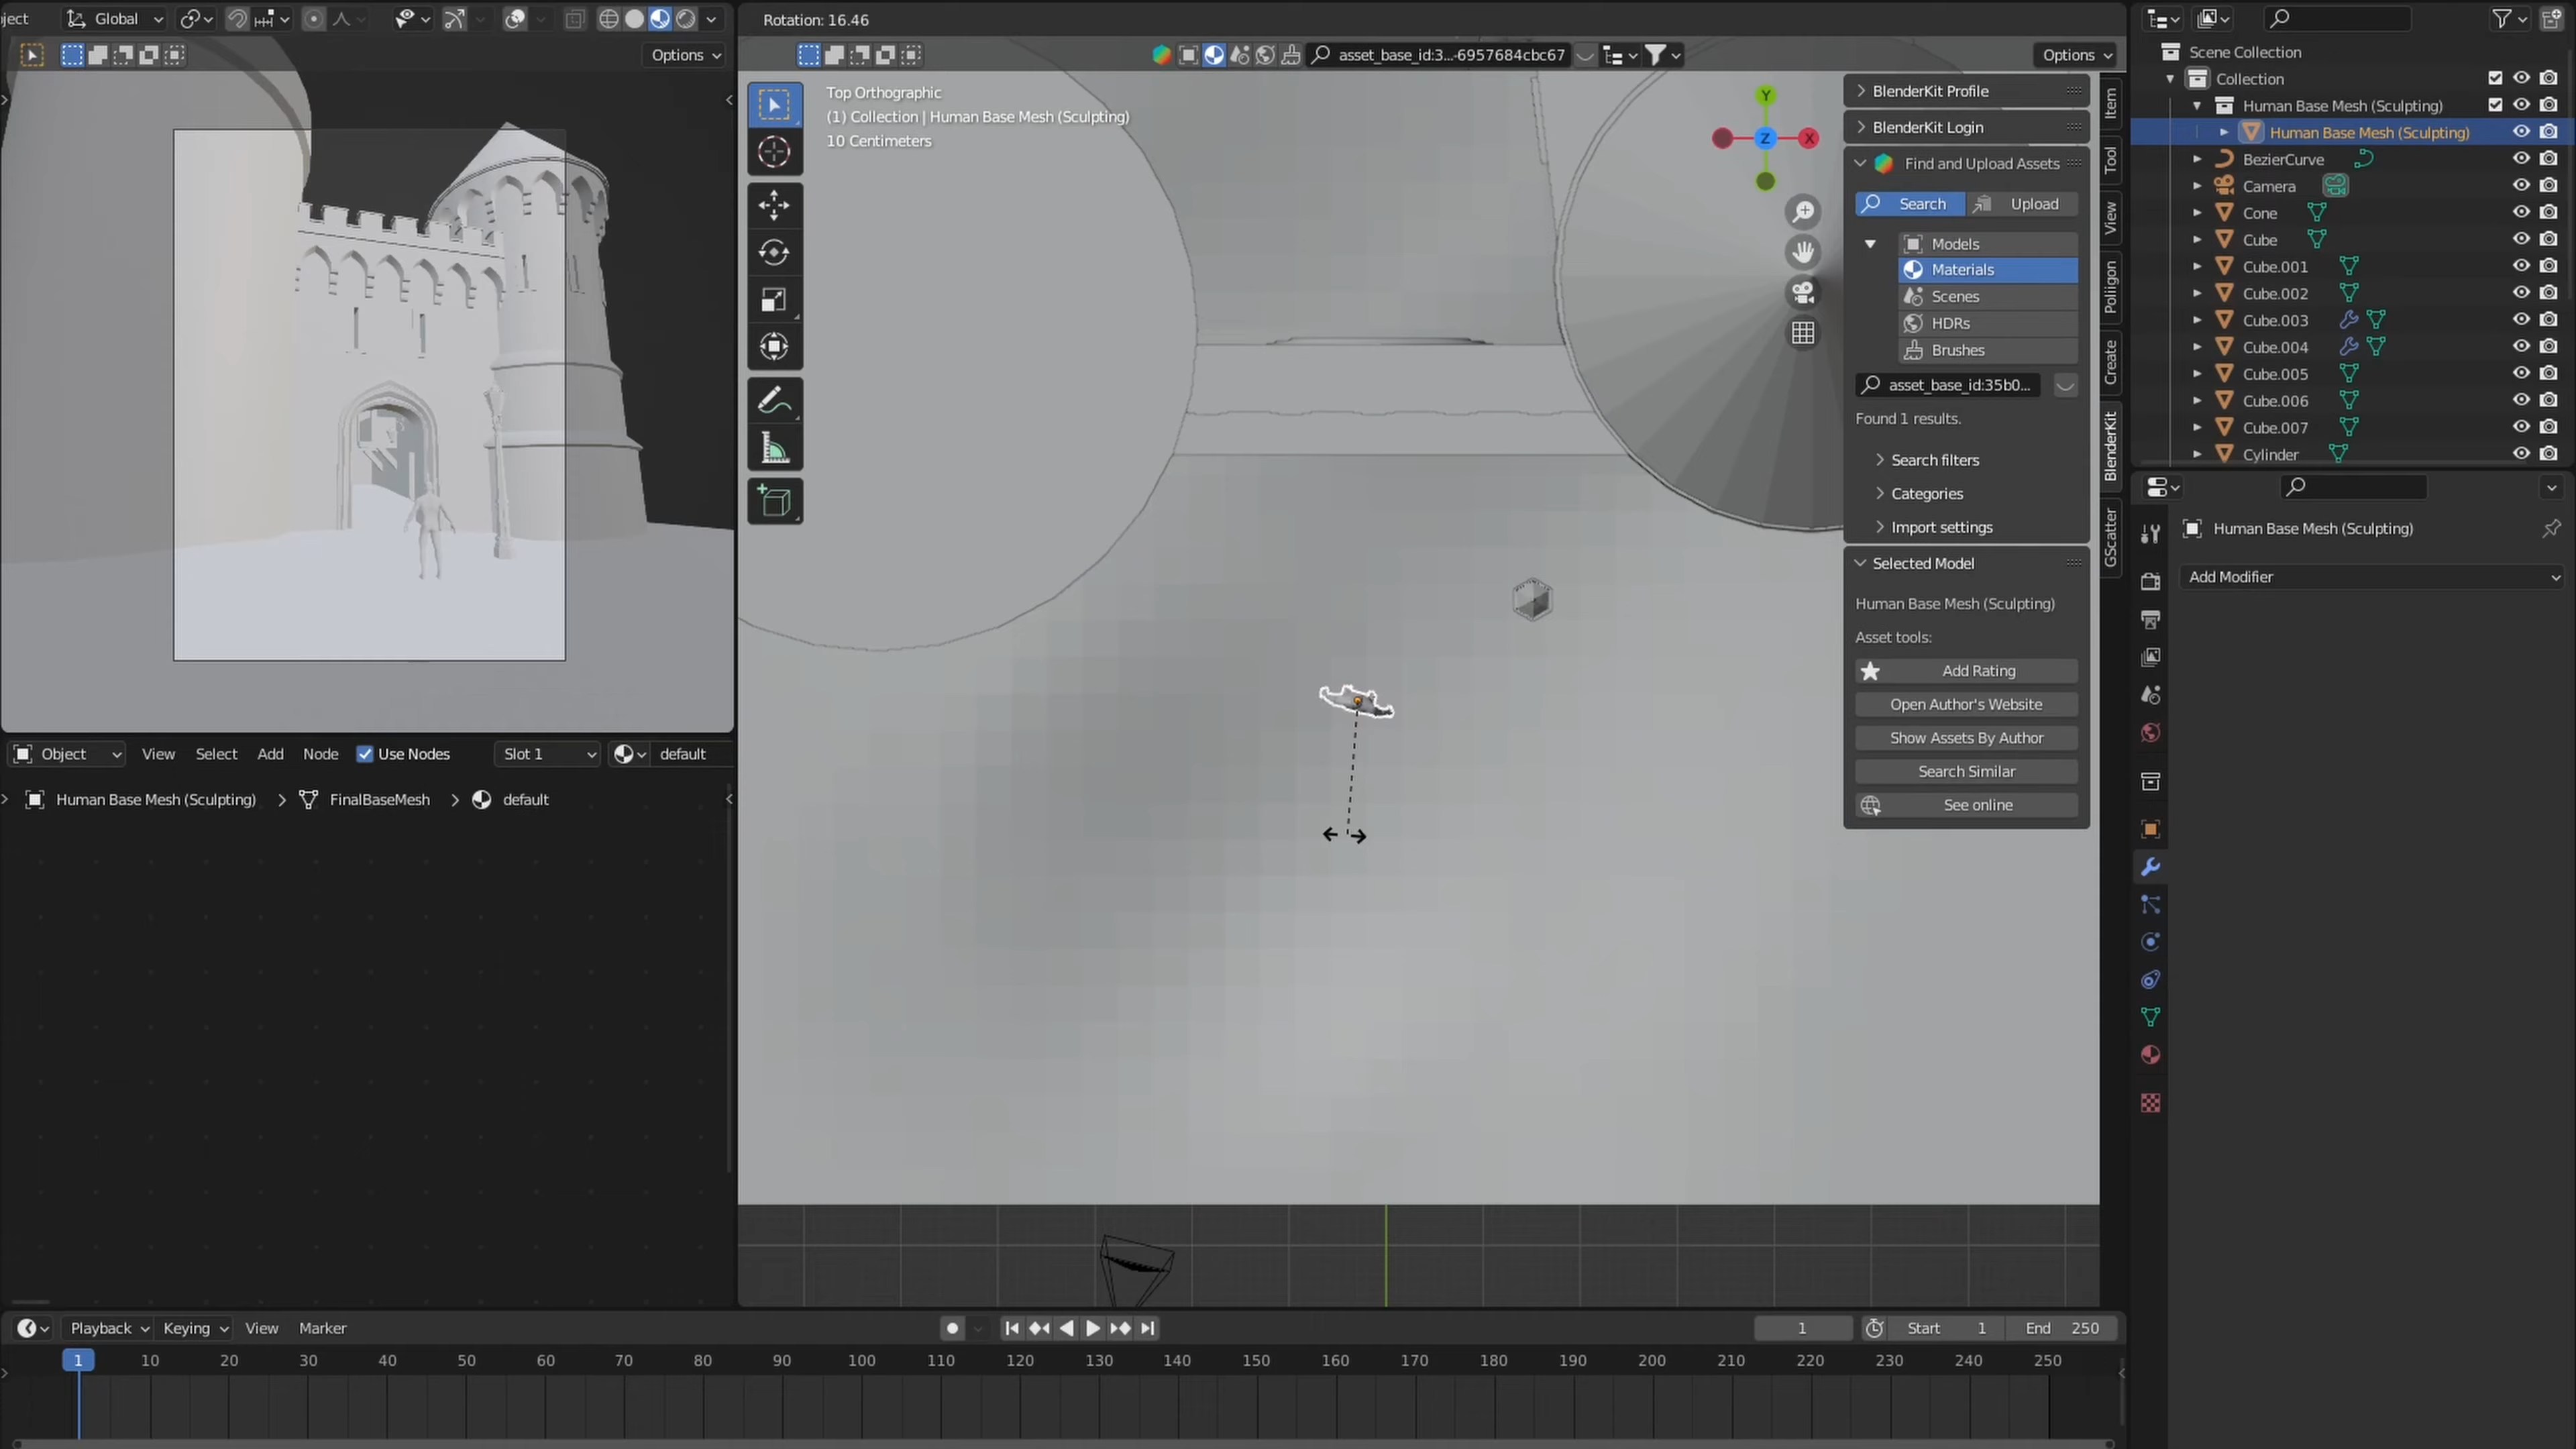 ject
Global
Options
Rotation: 16.46
asset_base_id:3...-6957684cbc67
Options
Top Orthographic
(1) Collection | Human Base Mesh (Sculpting)
10 Centimeters
Y
Z
X
BlenderKit Profile
BlenderKit Login
Find and Upload Assets
Search
Upload
Models
Materials
Scenes
HDRs
Brushes
asset_base_id:35b0...
Found 1 results.
Search filters
Categories
Import settings
Selected Model
Human Base Mesh (Sculpting)
Asset tools:
Add Rating
Open Author's Website
Show Assets By Author
Search Similar
See online
Item
Tool
View
Poliigon
Create
BlenderKit
GScatter
Scene Collection
Collection
Human Base Mesh (Sculpting)
Human Base Mesh (Sculpting)
BezierCurve
Camera
Cone
Cube
Cube.001
Cube.002
Cube.003
Cube.004
Cube.005
Cube.006
Cube.007
Cylinder
Human Base Mesh (Sculpting)
Add Modifier
Object
View
Select
Add
Node
Use Nodes
Slot 1
default
Human Base Mesh (Sculpting)
FinalBaseMesh
default
Playback
Keying
View
Marker
1
Start
1
End
250
1
10
20
30
40
50
60
70
80
90
100
110
120
130
140
150
160
170
180
190
200
210
220
230
240
250